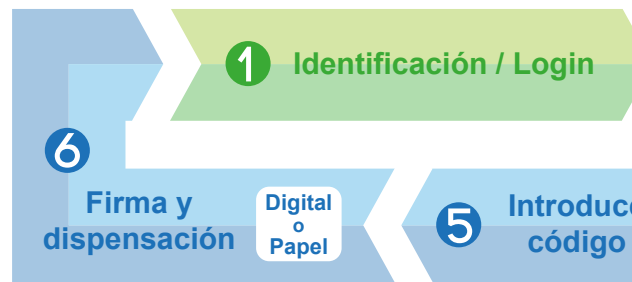 1 Identificación / Login
6
Firma y
dispensación
Digital
o
Papel
5
código